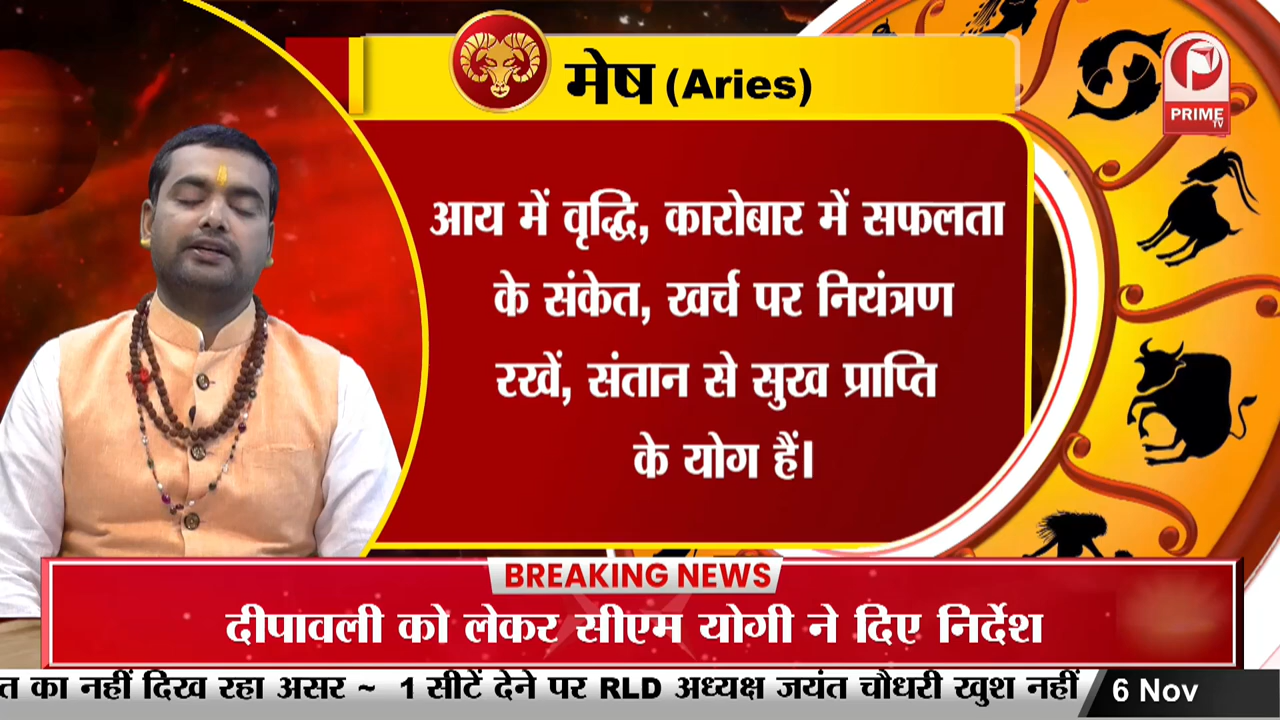 मेष (Aries)
PRIME
TV
आय में वृद्धि, कारोबार में सफलता
के संकेत, खर्च पर नियंत्रण
रखें, संतान से सुख प्राप्ति
के योग हैं।
BREAKING NEWS
दीपावली को लेकर सीएम योगी ने दिए निर्देश
त का नहीं दिख रहा असर ~ 1 सीटें देने पर RLD अध्यक्ष जयंत चौधरी खुश नहीं
6 Nov